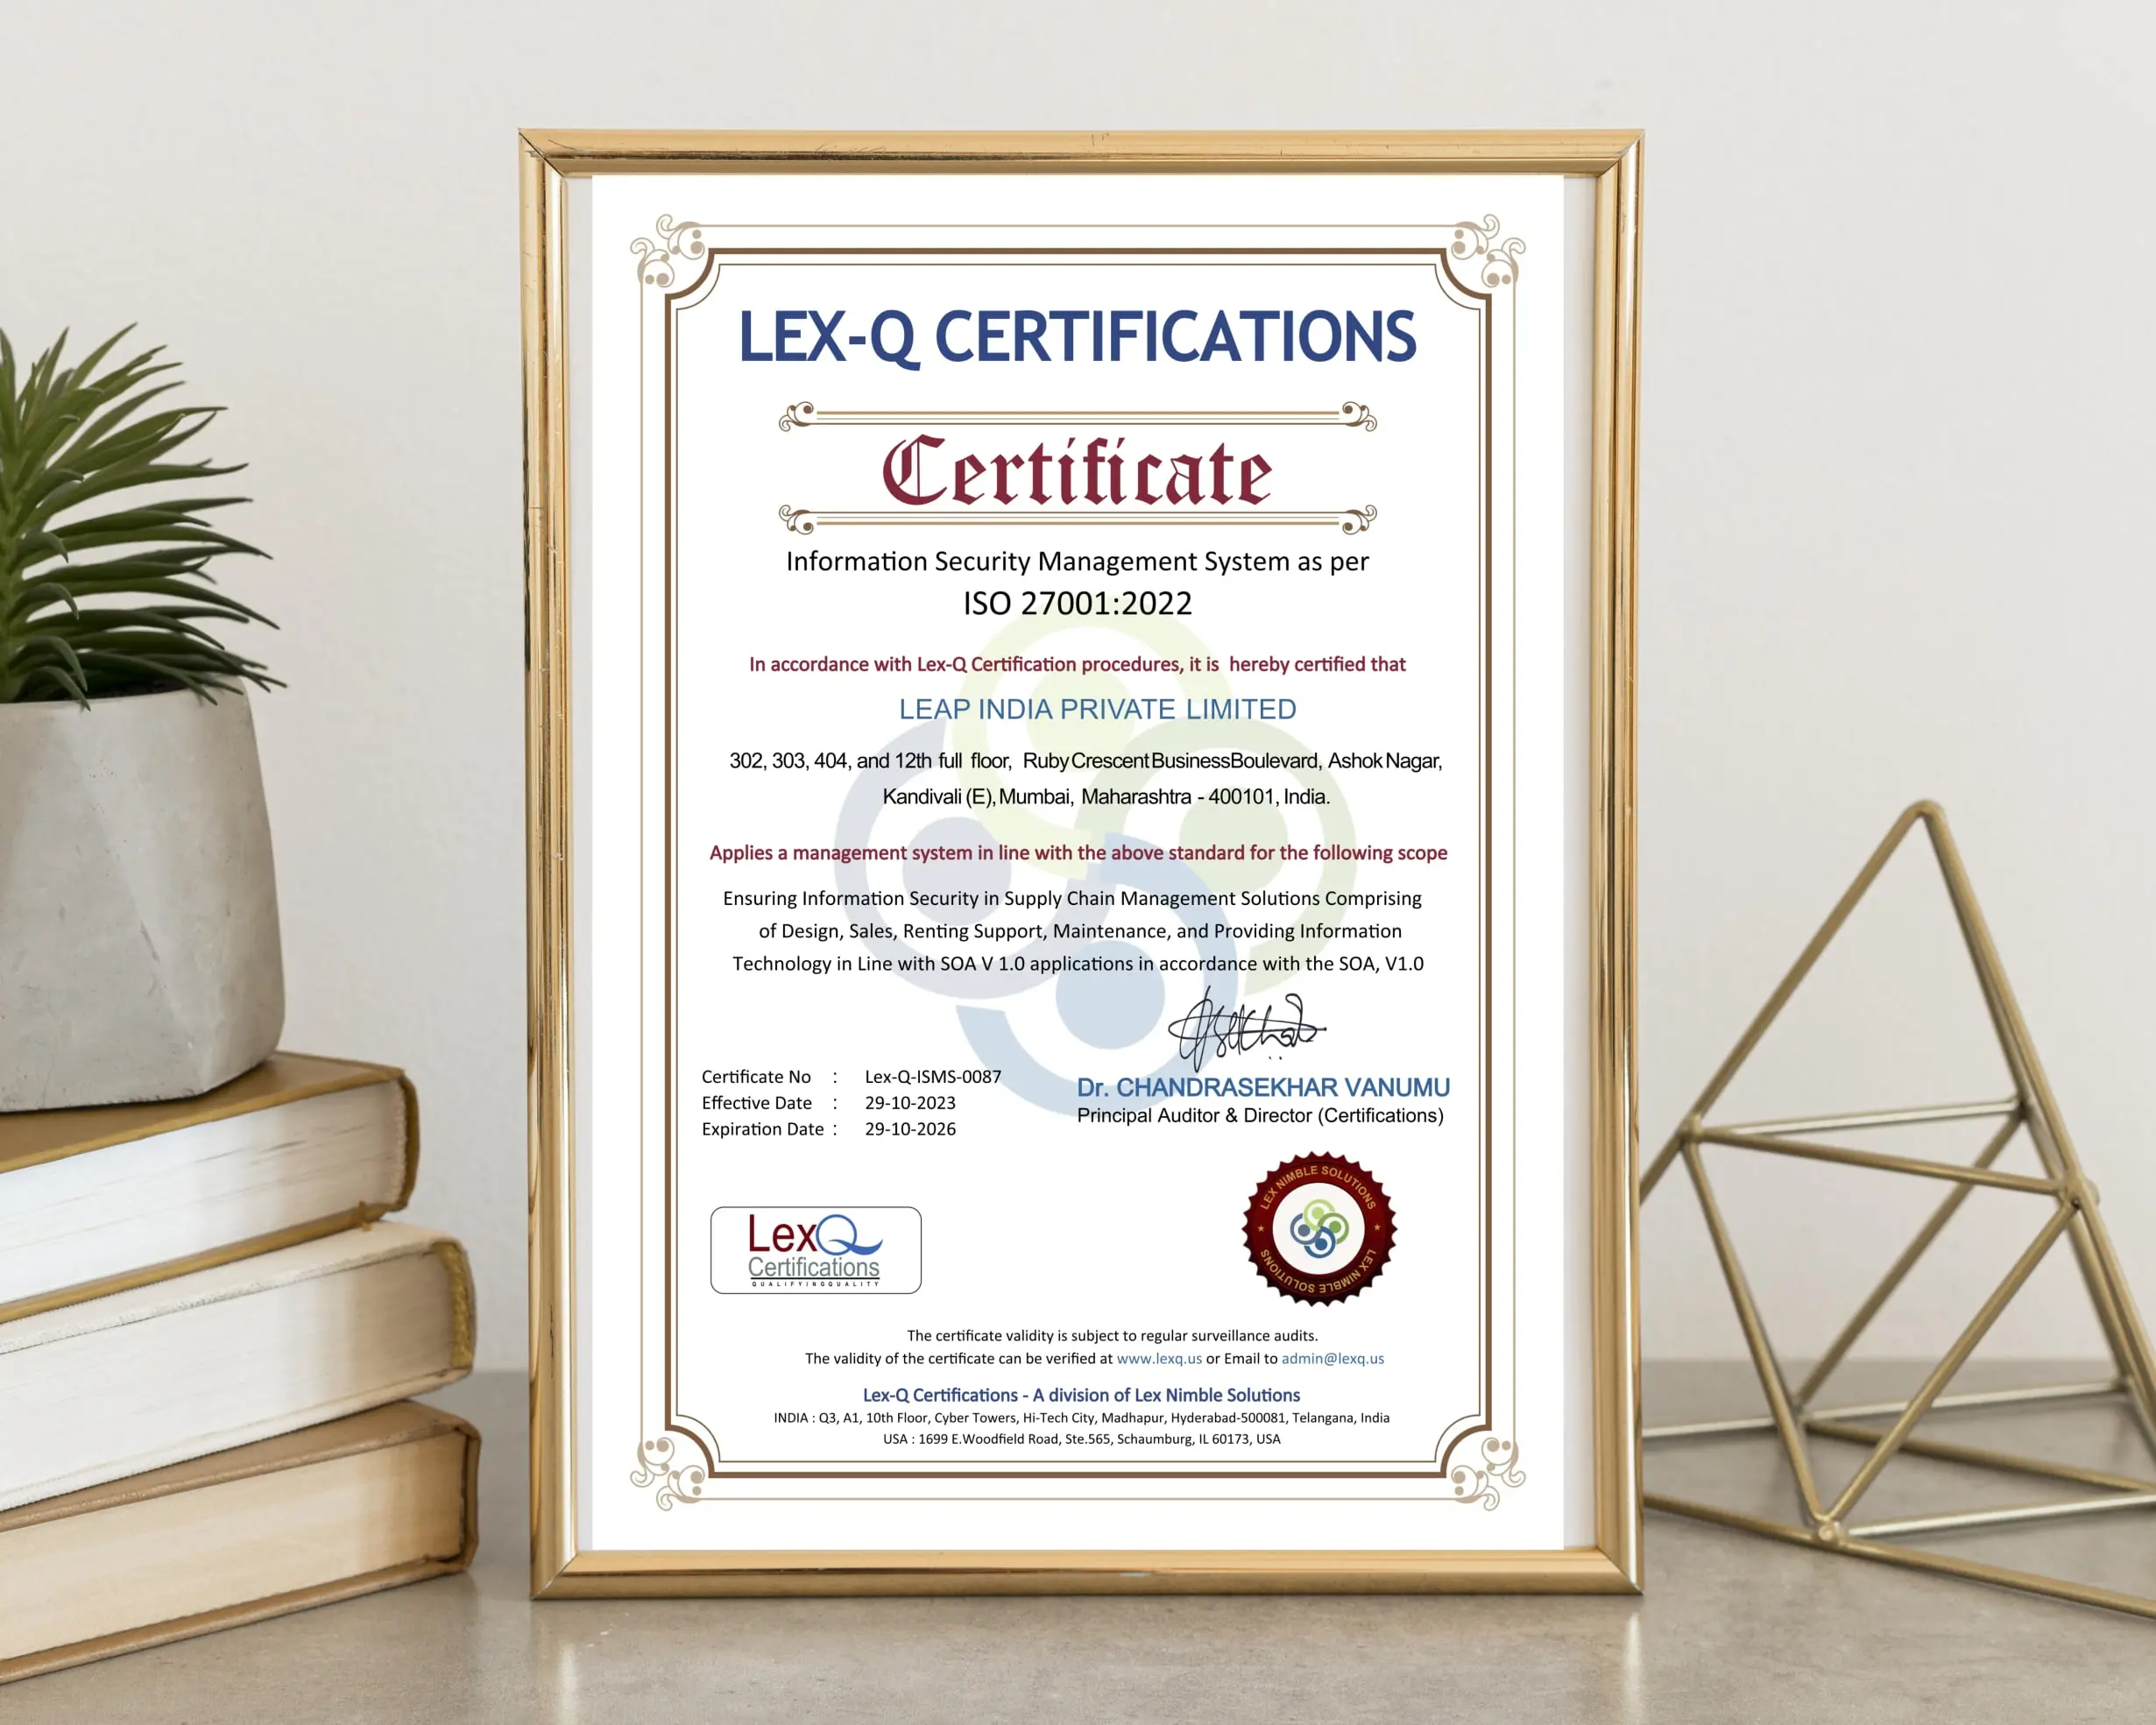 LEX-Q CERTIFICATIONS
Certificate
Information Security Management System as per
ISO 27001:2022
In accordance with Lex-Q Certification procedures, it is hereby certified that
LEAP INDIA PRIVATE LIMITED
302, 303, 404, and 12th full floor, Ruby Crescent Business Boulevard, Ashok Nagar,
Kandivali (E), Mumbai, Maharashtra - 400101, India.
Applies a management system in line with the above standard for the following scope
Ensuring Information Security in Supply Chain Management Solutions Comprising
of Design, Sales, Renting Support, Maintenance, and Providing Information
Technology in Line with SOA V 1.0 applications in accordance with the SOA, V1.0
Certificate No : Lex-Q-ISMS-0087
Effective Date : 29-10-2023
Expiration Date : 29-10-2026
Dr. CHANDRASEKHAR VANUMU
Principal Auditor & Director (Certifications)
LexQ
Certifications
QUALIFYINGQUALITY
LEX NIMBLE SOLUTIONS
LEX NIMBLE SOLUTIONS
The certificate validity is subject to regular surveillance audits.
The validity of the certificate can be verified at www.lexq.us or Email to admin@lexq.us
Lex-Q Certifications - A division of Lex Nimble Solutions
INDIA : Q3, A1, 10th Floor, Cyber Towers, Hi-Tech City, Madhapur, Hyderabad-500081, Telangana, India
USA : 1699 E.Woodfield Road, Ste.565, Schaumburg, IL 60173, USA